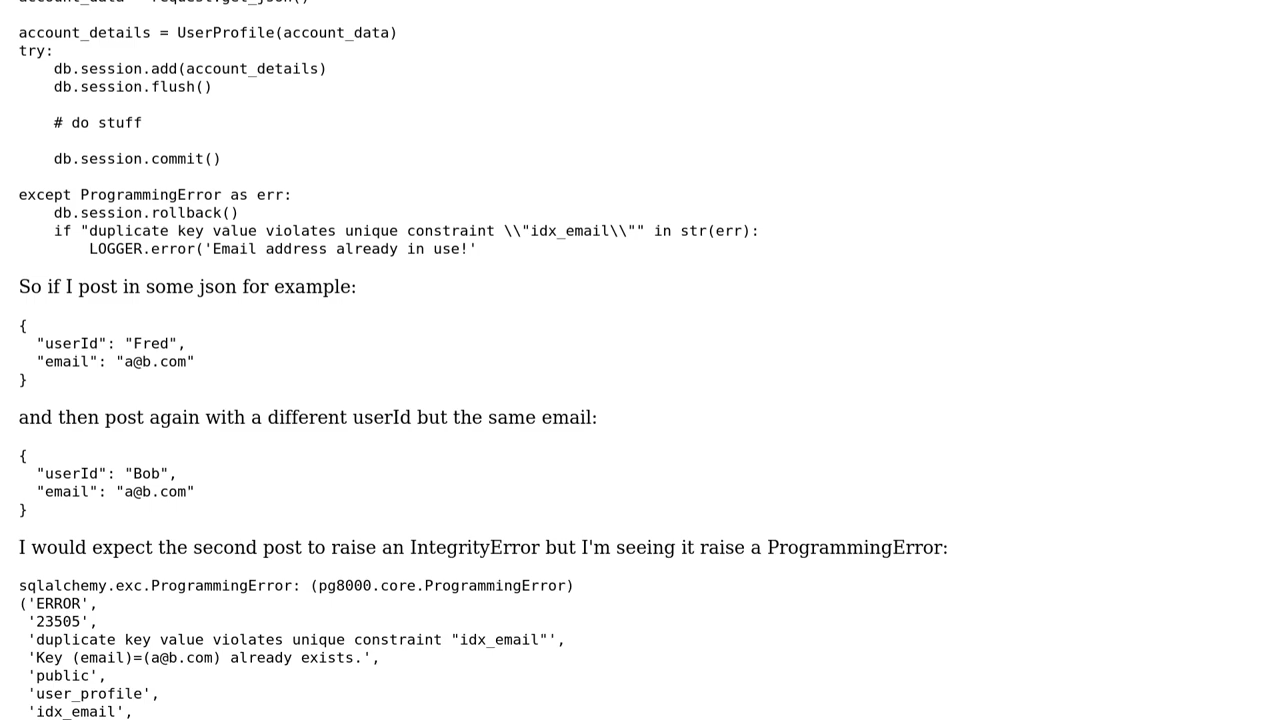 account_data = request.get_json()
account_details = UserProfile(account_data)
try:
    db.session.add(account_details)
    db.session.flush()
    # do stuff
    db.session.commit()
except ProgrammingError as err:
    db.session.rollback()
    if "duplicate key value violates unique constraint \\"idx_email\\"" in str(err):
        LOGGER.error('Email address already in use!'
So if I post in some json for example:
{
  "userId": "Fred",
  "email": "a@b.com"
}
and then post again with a different userId but the same email:
{
  "userId": "Bob",
  "email": "a@b.com"
}
I would expect the second post to raise an IntegrityError but I'm seeing it raise a ProgrammingError:
sqlalchemy.exc.ProgrammingError: (pg8000.core.ProgrammingError)
('ERROR',
 '23505',
 'duplicate key value violates unique constraint "idx_email"',
 'Key (email)=(a@b.com) already exists.',
 'public',
 'user_profile',
 'idx_email',